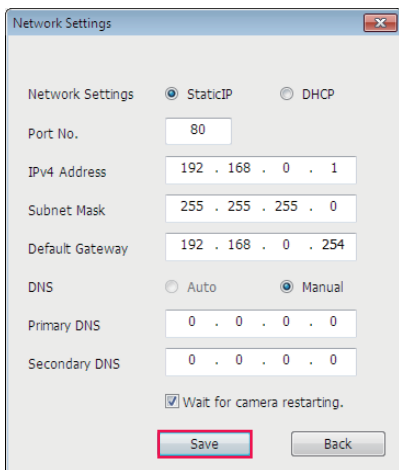 Network Settings
Network Settings StaticIP DHCP
Port No. 80
IPv4 Address 192 . 168 . 0 . 1
Subnet Mask 255 . 255 . 255 . 0
Default Gateway 192 . 168 . 0 . 254
DNS Auto Manual
Primary DNS 0 . 0 . 0 . 0
Secondary DNS 0 . 0 . 0 . 0
Wait for camera restarting.
Save Back